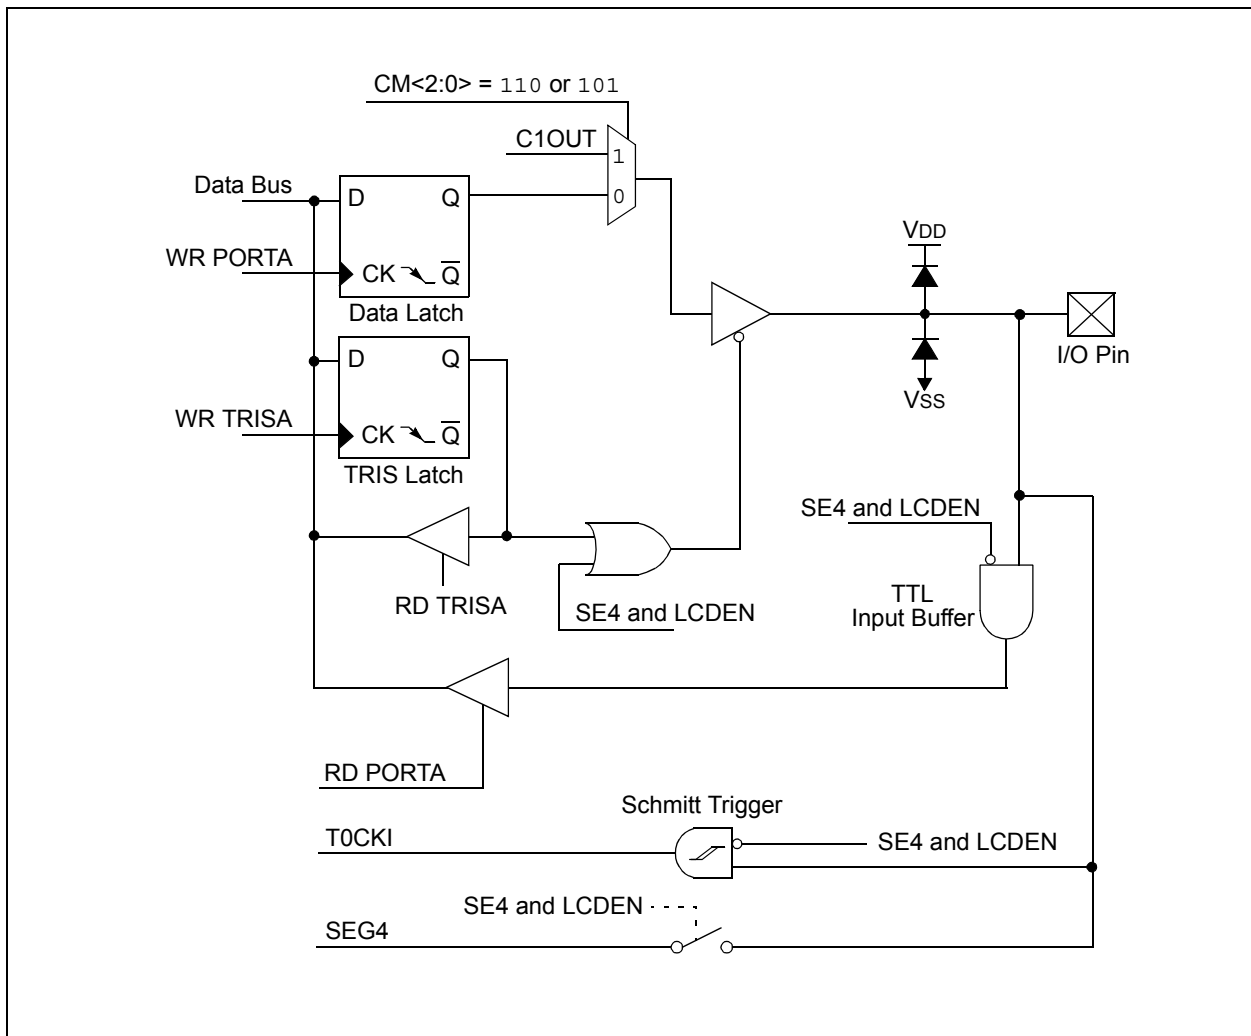 CM<2:0> = 110 or 101
C1OUT
1
0
Data Bus
D Q
WR PORTA
CK Q̅
Data Latch
VDD
I/O Pin
VSS
D Q
WR TRISA
CK Q̅
TRIS Latch
SE4 and LCDEN
RD TRISA
SE4 and LCDEN
TTL
Input Buffer
RD PORTA
Schmitt Trigger
T0CKI
SE4 and LCDEN
SE4 and LCDEN
SEG4